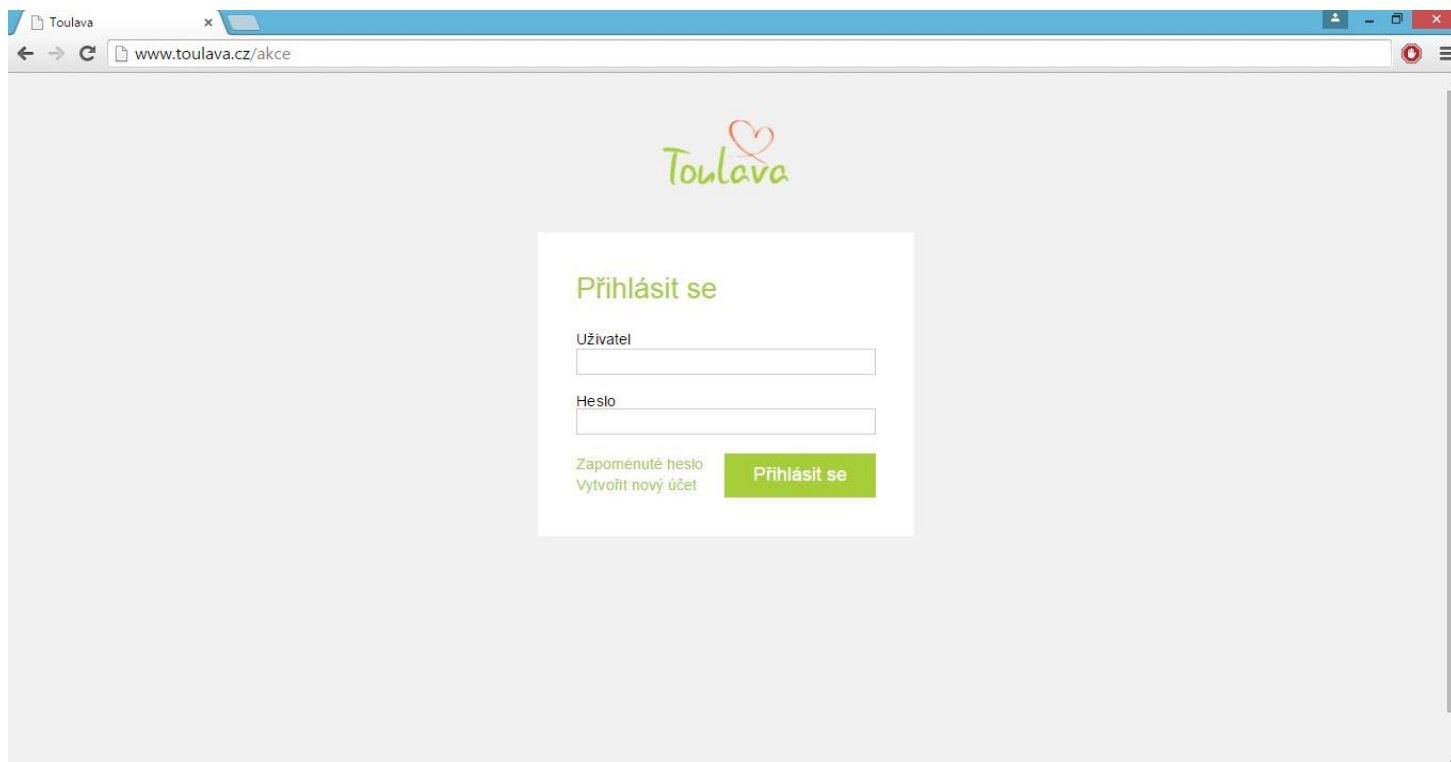 Toulava
www.toulava.cz/akce
Toulava
Přihlásit se
Uživatel
Heslo
Zapomenuté heslo
Vytvořit nový účet
Přihlásit se